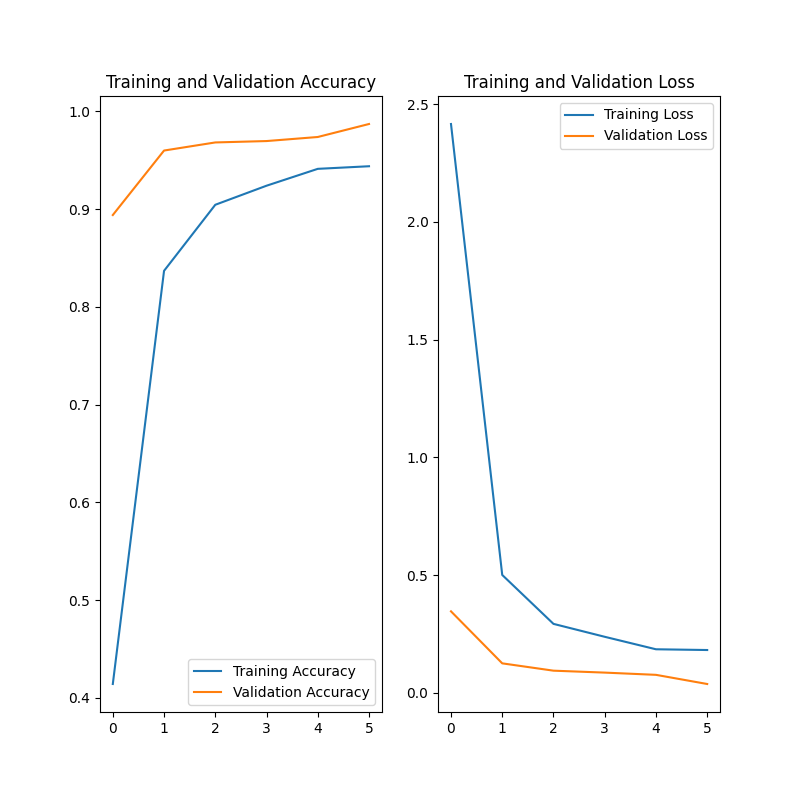 Training and Validation Accuracy
1.0
0.9
0.8
0.7
0.6
0.5
0.4
0 1 2 3 4 5
Training Accuracy
Validation Accuracy
Training and Validation Loss
2.5
2.0
1.5
1.0
0.5
0.0
0 1 2 3 4 5
Training Loss
Validation Loss